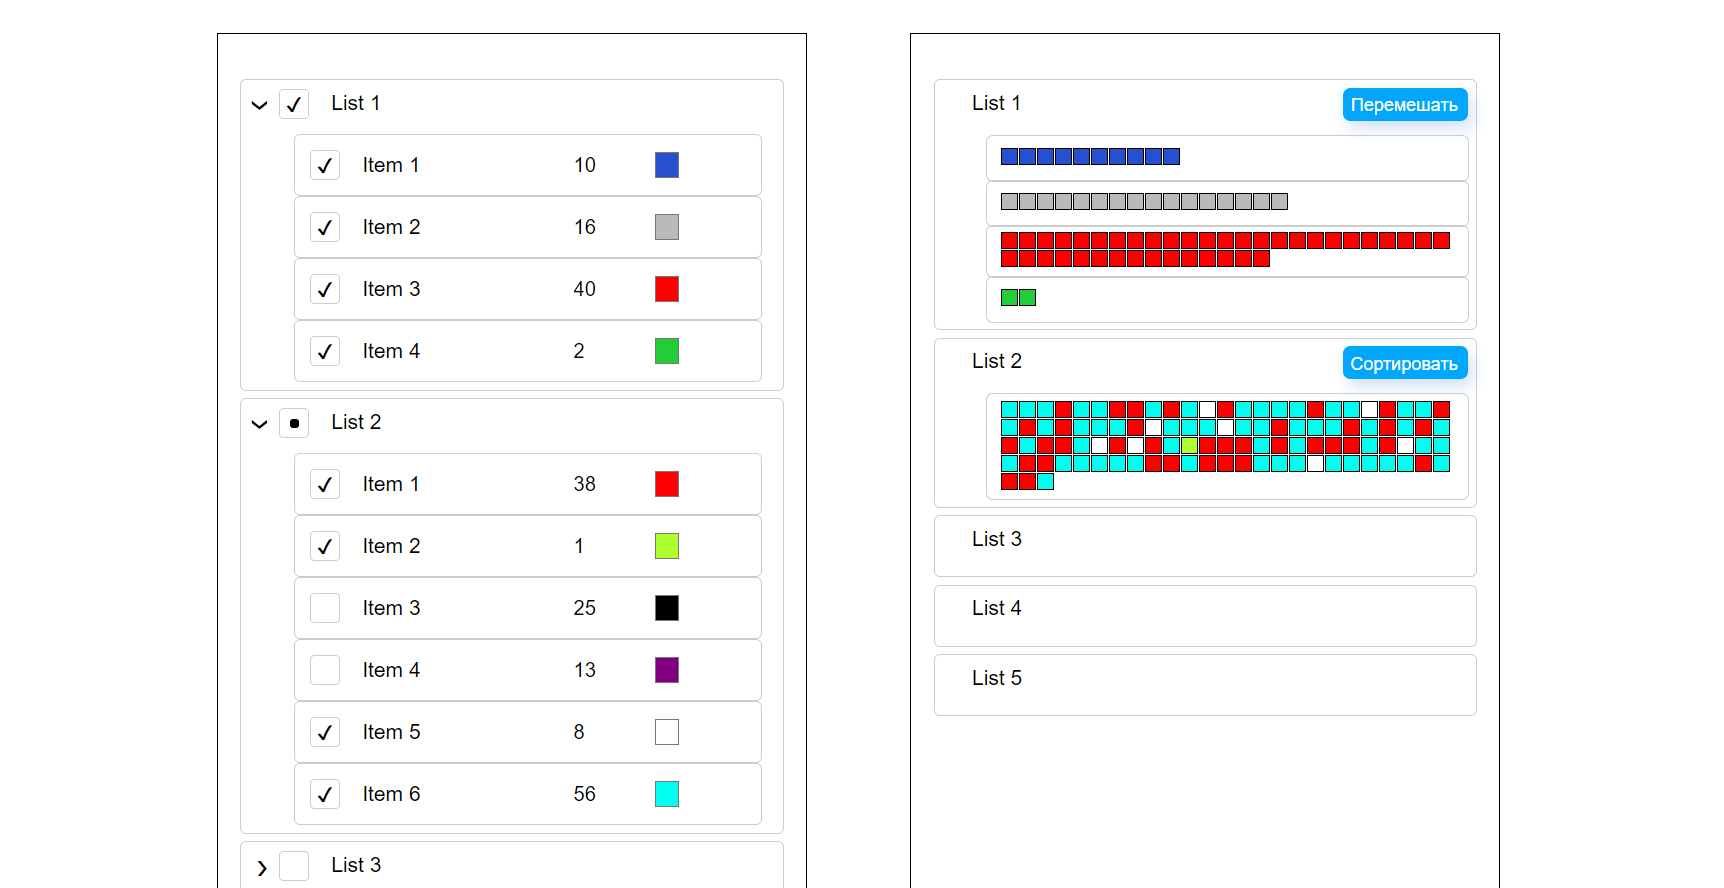 List 1
Item 1 10
Item 2 16
Item 3 40
Item 4 2
List 2
Item 1 38
Item 2 1
Item 3 25
Item 4 13
Item 5 8
Item 6 56
List 3
List 1 Перемешать
List 2 Сортировать
List 3
List 4
List 5